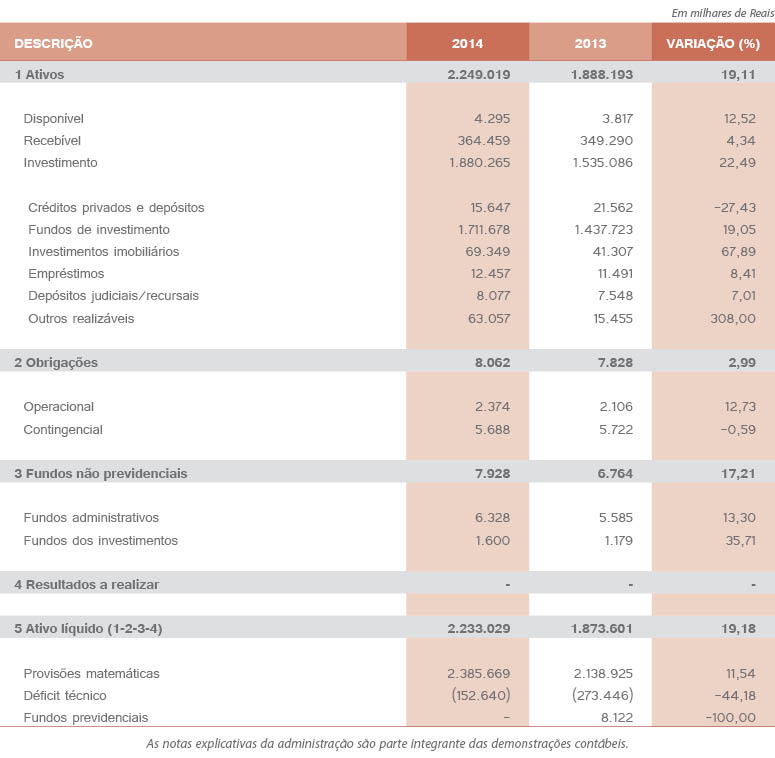 Em milhares de Reais
DESCRIÇÃO 2014 2013 VARIAÇÃO (%)
1 Ativos 2.249.019 1.888.193 19,11
Disponível 4.295 3.817 12,52
Recebível 364.459 349.290 4,34
Investimento 1.880.265 1.535.086 22,49
Créditos privados e depósitos 15.647 21.562 –27,43
Fundos de investimento 1.711.678 1.437.723 19,05
Investimentos imobiliários 69.349 41.307 67,89
Empréstimos 12.457 11.491 8,41
Depósitos judiciais/recursais 8.077 7.548 7,01
Outros realizáveis 63.057 15.455 308,00
2 Obrigações 8.062 7.828 2,99
Operacional 2.374 2.106 12,73
Contingencial 5.688 5.722 –0,59
3 Fundos não previdenciais 7.928 6.764 17,21
Fundos administrativos 6.328 5.585 13,30
Fundos dos investimentos 1.600 1.179 35,71
4 Resultados a realizar - - -
5 Ativo líquido (1-2-3-4) 2.233.029 1.873.601 19,18
Provisões matemáticas 2.385.669 2.138.925 11,54
Déficit técnico (152.640) (273.446) –44,18
Fundos previdenciais – 8.122 –100,00
As notas explicativas da administração são parte integrante das demonstrações contábeis.